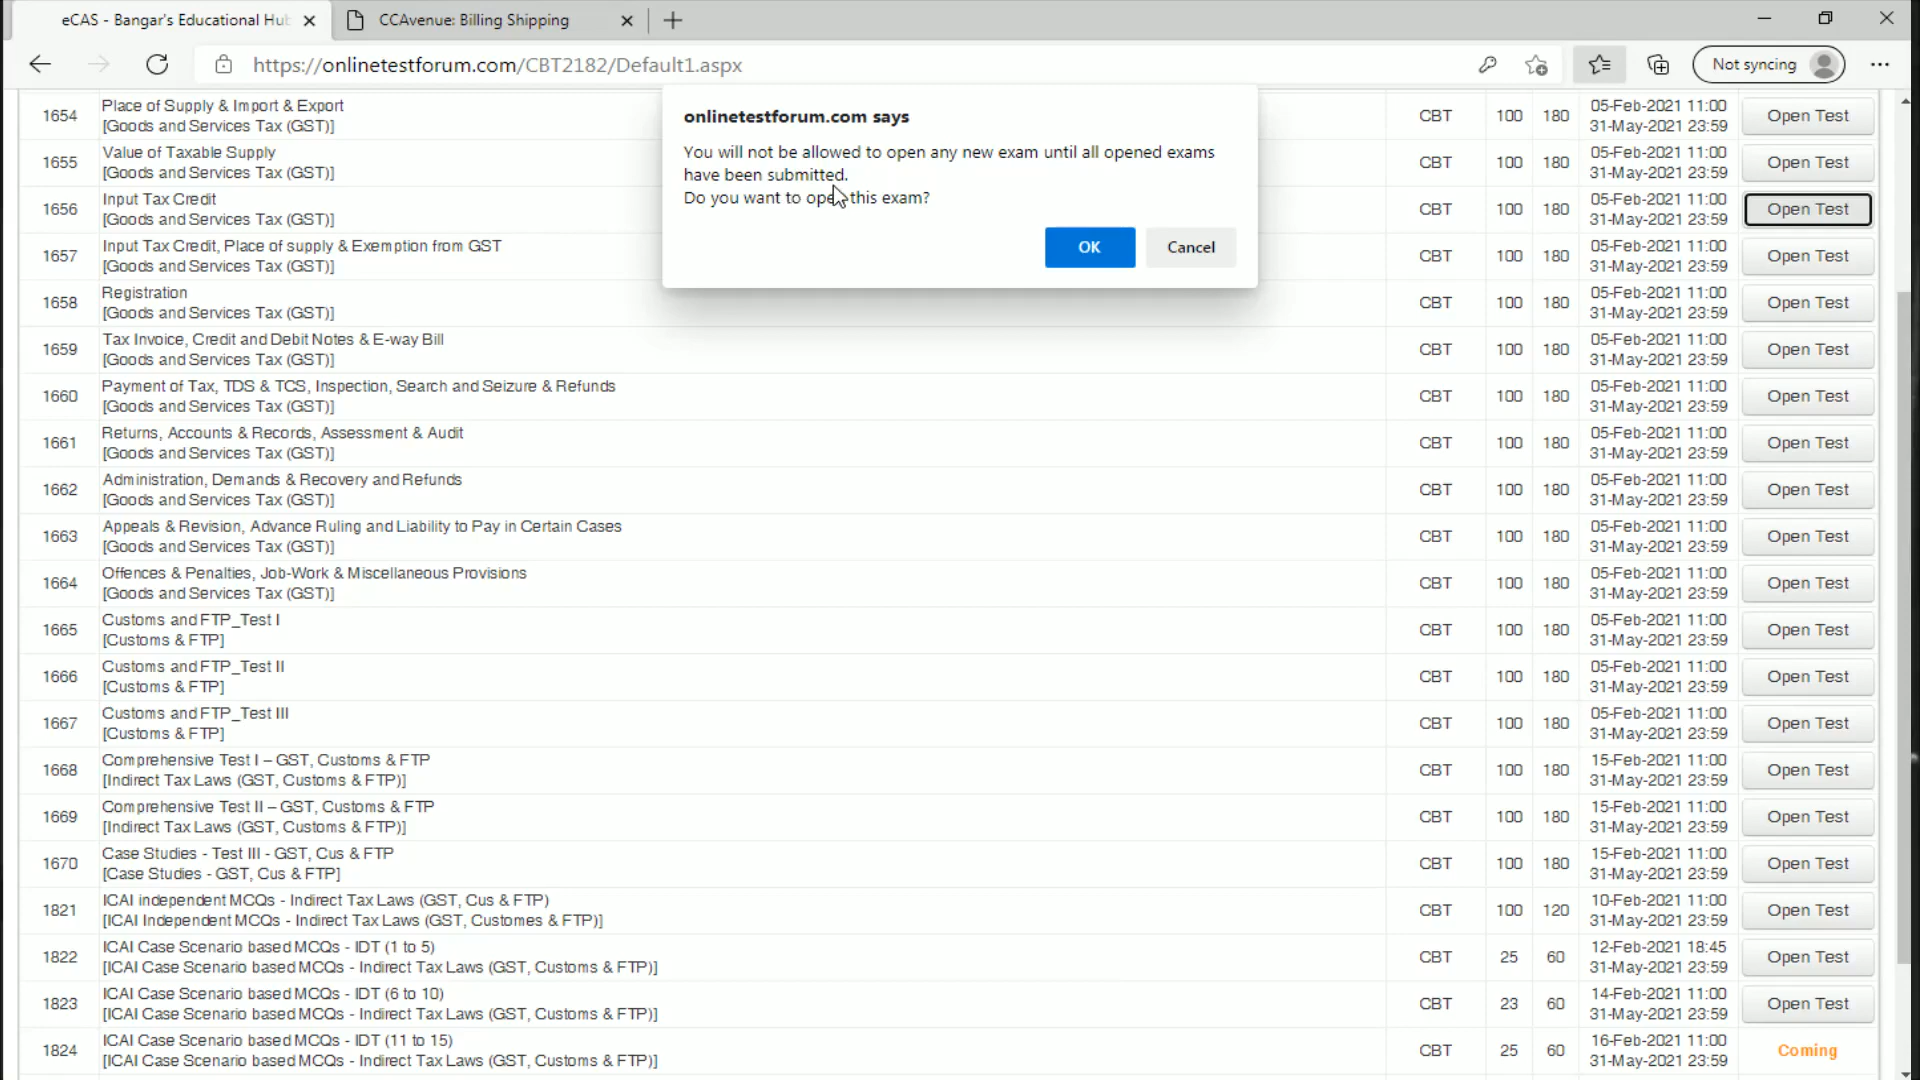 eCAS - Bangar's Educational Hu
CCAvenue: Billing Shipping
https://onlinetestforum.com/CBT2182/Default1.aspx
Not syncing
onlinetestforum.com says
You will not be allowed to open any new exam until all opened exams
have been submitted.
Do you want to open this exam?
OK Cancel
1654 Place of Supply & Import & Export CBT 100 180 05-Feb-2021 11:00 Open Test
[Goods and Services Tax (GST)] 31-May-2021 23:59
1655 Value of Taxable Supply CBT 100 180 05-Feb-2021 11:00 Open Test
[Goods and Services Tax (GST)] 31-May-2021 23:59
1656 Input Tax Credit CBT 100 180 05-Feb-2021 11:00 Open Test
[Goods and Services Tax (GST)] 31-May-2021 23:59
1657 Input Tax Credit, Place of supply & Exemption from GST CBT 100 180 05-Feb-2021 11:00 Open Test
[Goods and Services Tax (GST)] 31-May-2021 23:59
1658 Registration CBT 100 180 05-Feb-2021 11:00 Open Test
[Goods and Services Tax (GST)] 31-May-2021 23:59
1659 Tax Invoice, Credit and Debit Notes & E-way Bill CBT 100 180 05-Feb-2021 11:00 Open Test
[Goods and Services Tax (GST)] 31-May-2021 23:59
1660 Payment of Tax, TDS & TCS, Inspection, Search and Seizure & Refunds CBT 100 180 05-Feb-2021 11:00 Open Test
[Goods and Services Tax (GST)] 31-May-2021 23:59
1661 Returns, Accounts & Records, Assessment & Audit CBT 100 180 05-Feb-2021 11:00 Open Test
[Goods and Services Tax (GST)] 31-May-2021 23:59
1662 Administration, Demands & Recovery and Refunds CBT 100 180 05-Feb-2021 11:00 Open Test
[Goods and Services Tax (GST)] 31-May-2021 23:59
1663 Appeals & Revision, Advance Ruling and Liability to Pay in Certain Cases CBT 100 180 05-Feb-2021 11:00 Open Test
[Goods and Services Tax (GST)] 31-May-2021 23:59
1664 Offences & Penalties, Job-Work & Miscellaneous Provisions CBT 100 180 05-Feb-2021 11:00 Open Test
[Goods and Services Tax (GST)] 31-May-2021 23:59
1665 Customs and FTP_Test I CBT 100 180 05-Feb-2021 11:00 Open Test
[Customs & FTP] 31-May-2021 23:59
1666 Customs and FTP_Test II CBT 100 180 05-Feb-2021 11:00 Open Test
[Customs & FTP] 31-May-2021 23:59
1667 Customs and FTP_Test III CBT 100 180 05-Feb-2021 11:00 Open Test
[Customs & FTP] 31-May-2021 23:59
1668 Comprehensive Test I – GST, Customs & FTP CBT 100 180 15-Feb-2021 11:00 Open Test
[Indirect Tax Laws (GST, Customs & FTP)] 31-May-2021 23:59
1669 Comprehensive Test II – GST, Customs & FTP CBT 100 180 15-Feb-2021 11:00 Open Test
[Indirect Tax Laws (GST, Customs & FTP)] 31-May-2021 23:59
1670 Case Studies - Test III - GST, Cus & FTP CBT 100 180 15-Feb-2021 11:00 Open Test
[Case Studies - GST, Cus & FTP] 31-May-2021 23:59
1821 ICAI independent MCQs - Indirect Tax Laws (GST, Cus & FTP) CBT 100 120 10-Feb-2021 11:00 Open Test
[ICAI Independent MCQs - Indirect Tax Laws (GST, Customes & FTP)] 31-May-2021 23:59
1822 ICAI Case Scenario based MCQs - IDT (1 to 5) CBT 25 60 12-Feb-2021 18:45 Open Test
[ICAI Case Scenario based MCQs - Indirect Tax Laws (GST, Customs & FTP)] 31-May-2021 23:59
1823 ICAI Case Scenario based MCQs - IDT (6 to 10) CBT 23 60 14-Feb-2021 11:00 Open Test
[ICAI Case Scenario based MCQs - Indirect Tax Laws (GST, Customs & FTP)] 31-May-2021 23:59
1824 ICAI Case Scenario based MCQs - IDT (11 to 15) CBT 25 60 16-Feb-2021 11:00 Coming
[ICAI Case Scenario based MCQs - Indirect Tax Laws (GST, Customs & FTP)] 31-May-2021 23:59